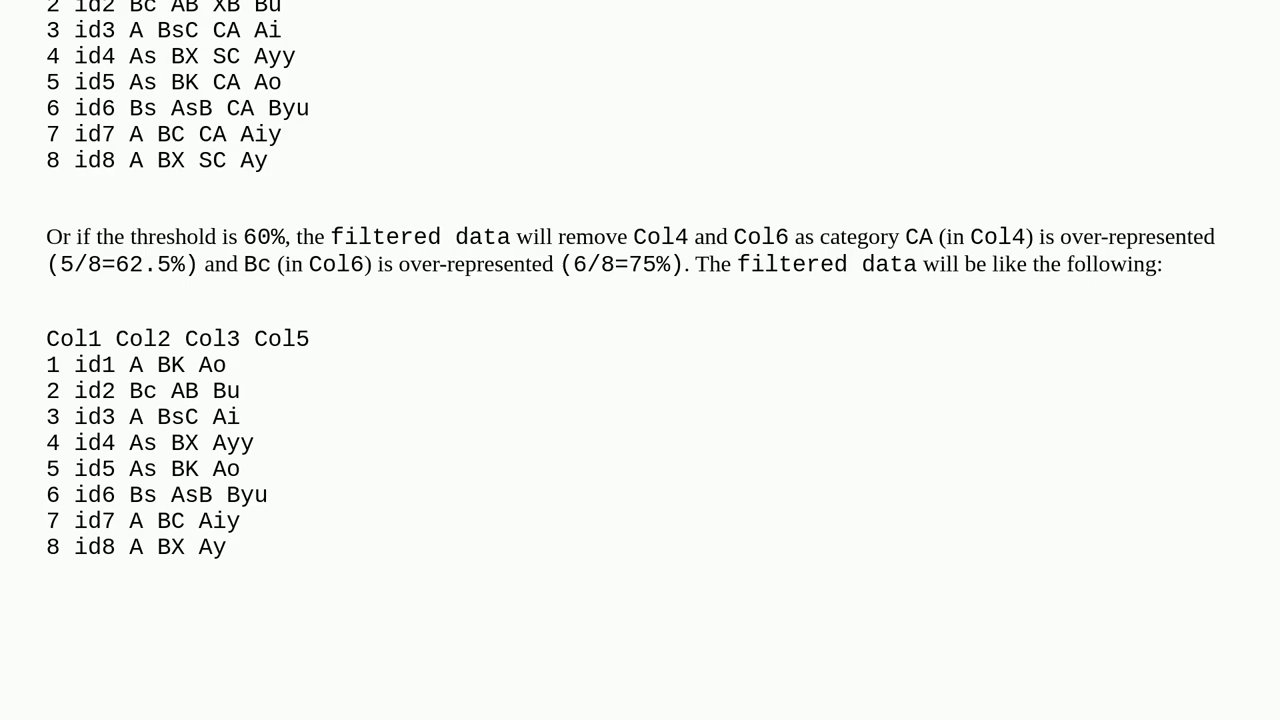 2 id2 Bc AB XB Bu
3 id3 A BsC CA Ai
4 id4 As BX SC Ayy
5 id5 As BK CA Ao
6 id6 Bs AsB CA Byu
7 id7 A BC CA Aiy
8 id8 A BX SC Ay
Or if the threshold is 60%, the filtered data will remove Col4 and Col6 as category CA (in Col4) is over-represented
(5/8=62.5%) and Bc (in Col6) is over-represented (6/8=75%). The filtered data will be like the following:
Col1 Col2 Col3 Col5
1 id1 A BK Ao
2 id2 Bc AB Bu
3 id3 A BsC Ai
4 id4 As BX Ayy
5 id5 As BK Ao
6 id6 Bs AsB Byu
7 id7 A BC Aiy
8 id8 A BX Ay